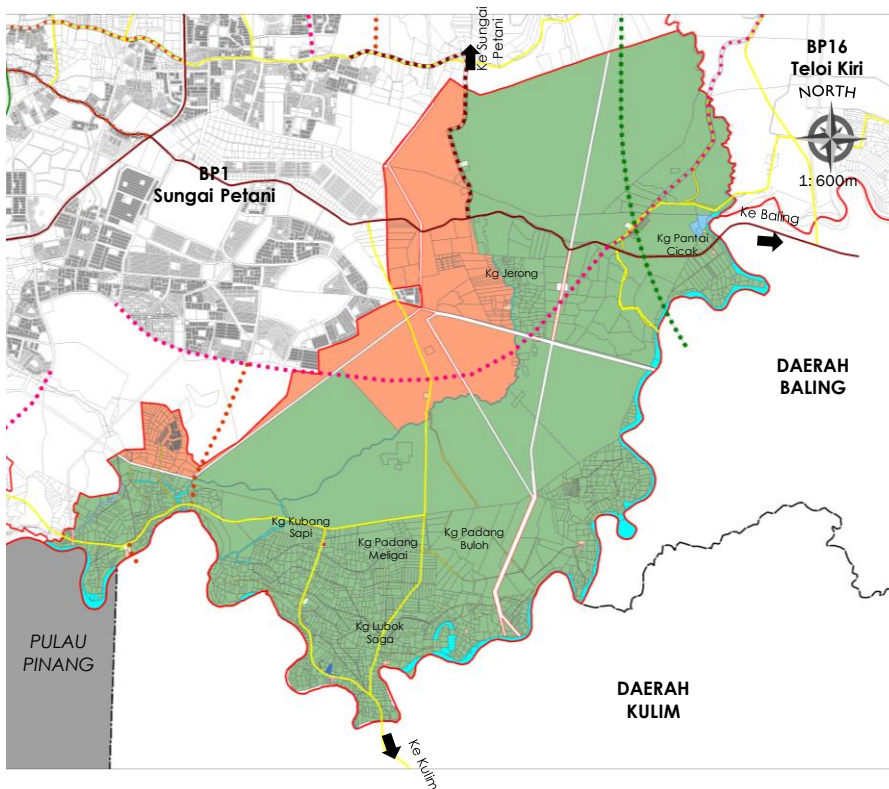 Ke Sungai
Petani
BP16
Teloi Kiri
NORTH
1: 600m
BP1
Sungai Petani
Ke Baling
Kg Pantai
Cicak
Kg Jerong
DAERAH
BALING
Kg Kubang
Sapi
Kg Padang
Meligai
Kg Padang
Buloh
Kg Lubok
Saga
PULAU
PINANG
DAERAH
KULIM
Ke Kulim